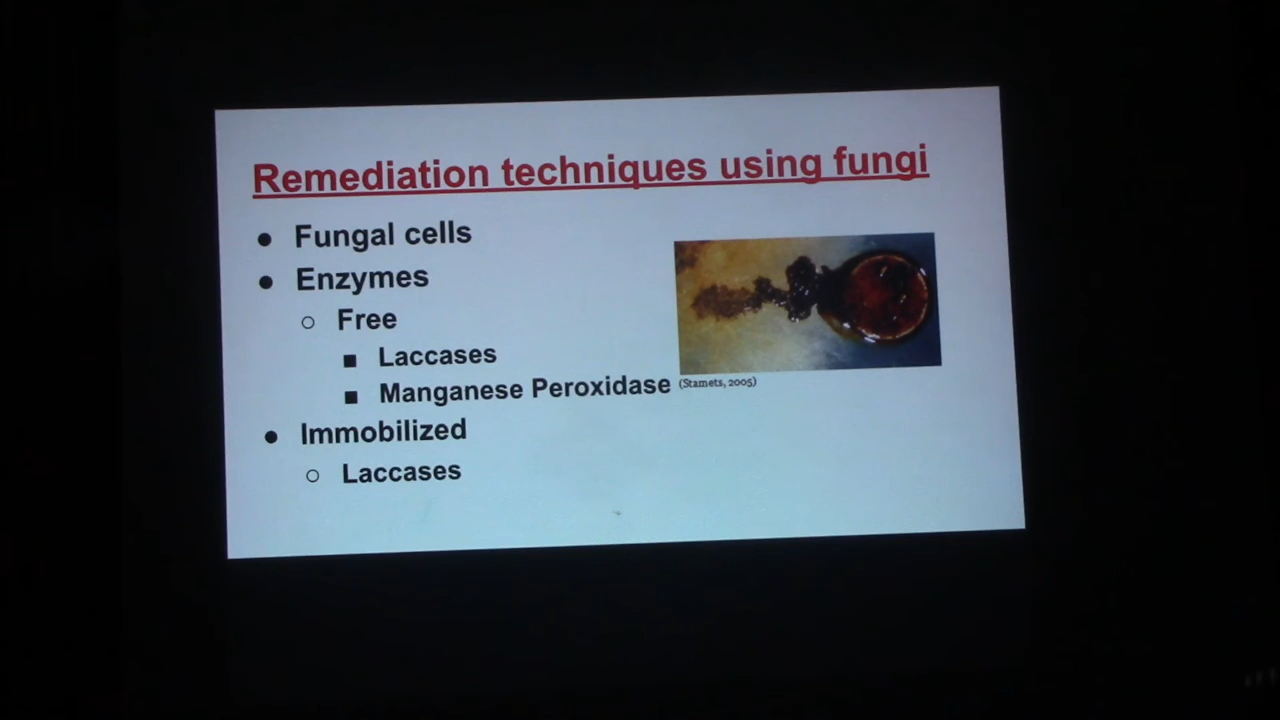 Remediation techniques using fungi
● Fungal cells
● Enzymes
○ Free
■ Laccases
■ Manganese Peroxidase
(Stamets, 2005)
● Immobilized
○ Laccases